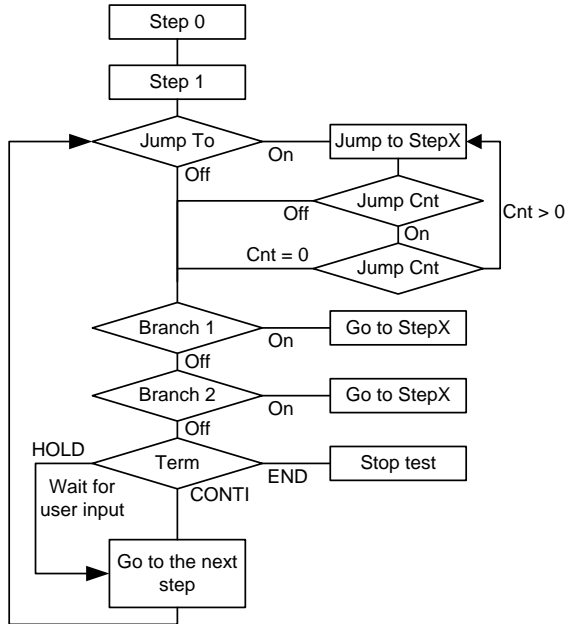 Step 0
Step 1
Jump To
On
Jump to StepX
Off
Jump Cnt
Off
On
Cnt > 0
Cnt = 0
Jump Cnt
Branch 1
On
Go to StepX
Off
Branch 2
On
Go to StepX
Off
HOLD
Term
END
Stop test
Wait for
user input
CONTI
Go to the next
step